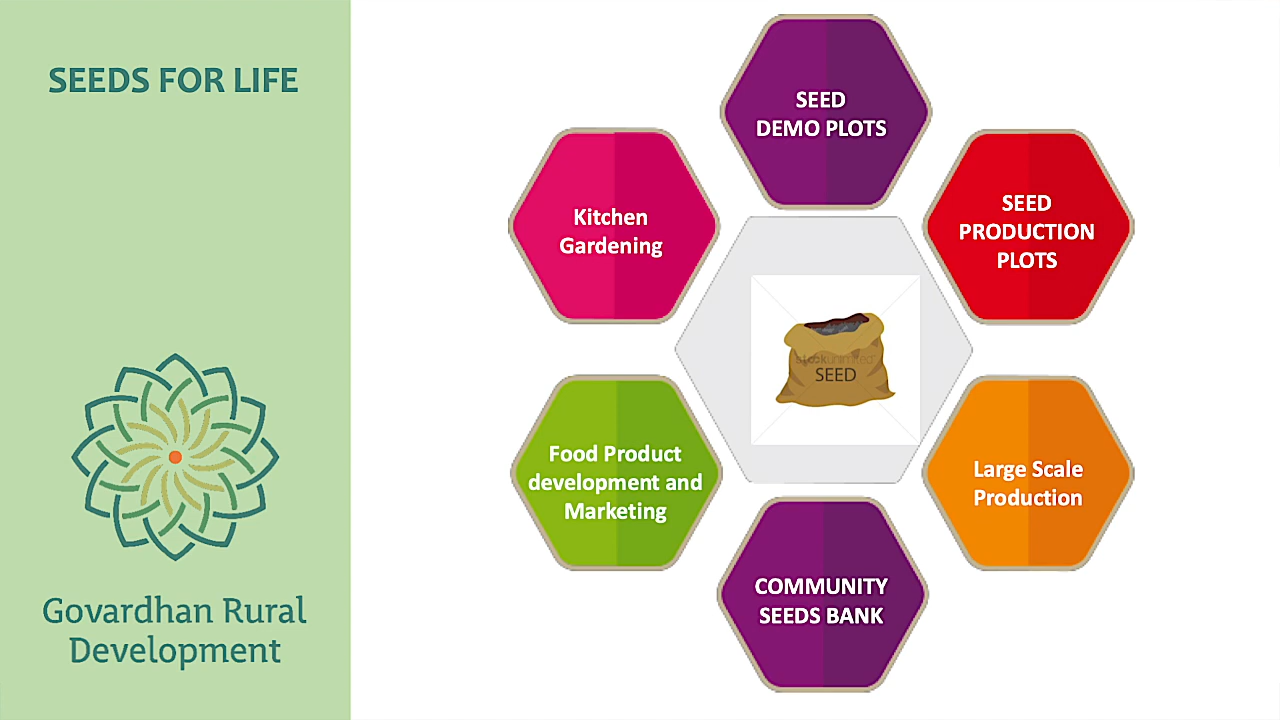 SEEDS FOR LIFE
Govardhan Rural
Development
SEED
DEMO PLOTS
SEED
PRODUCTION
PLOTS
Large Scale
Production
COMMUNITY
SEEDS BANK
Food Product
development and
Marketing
Kitchen
Gardening
stockunlimited
SEED